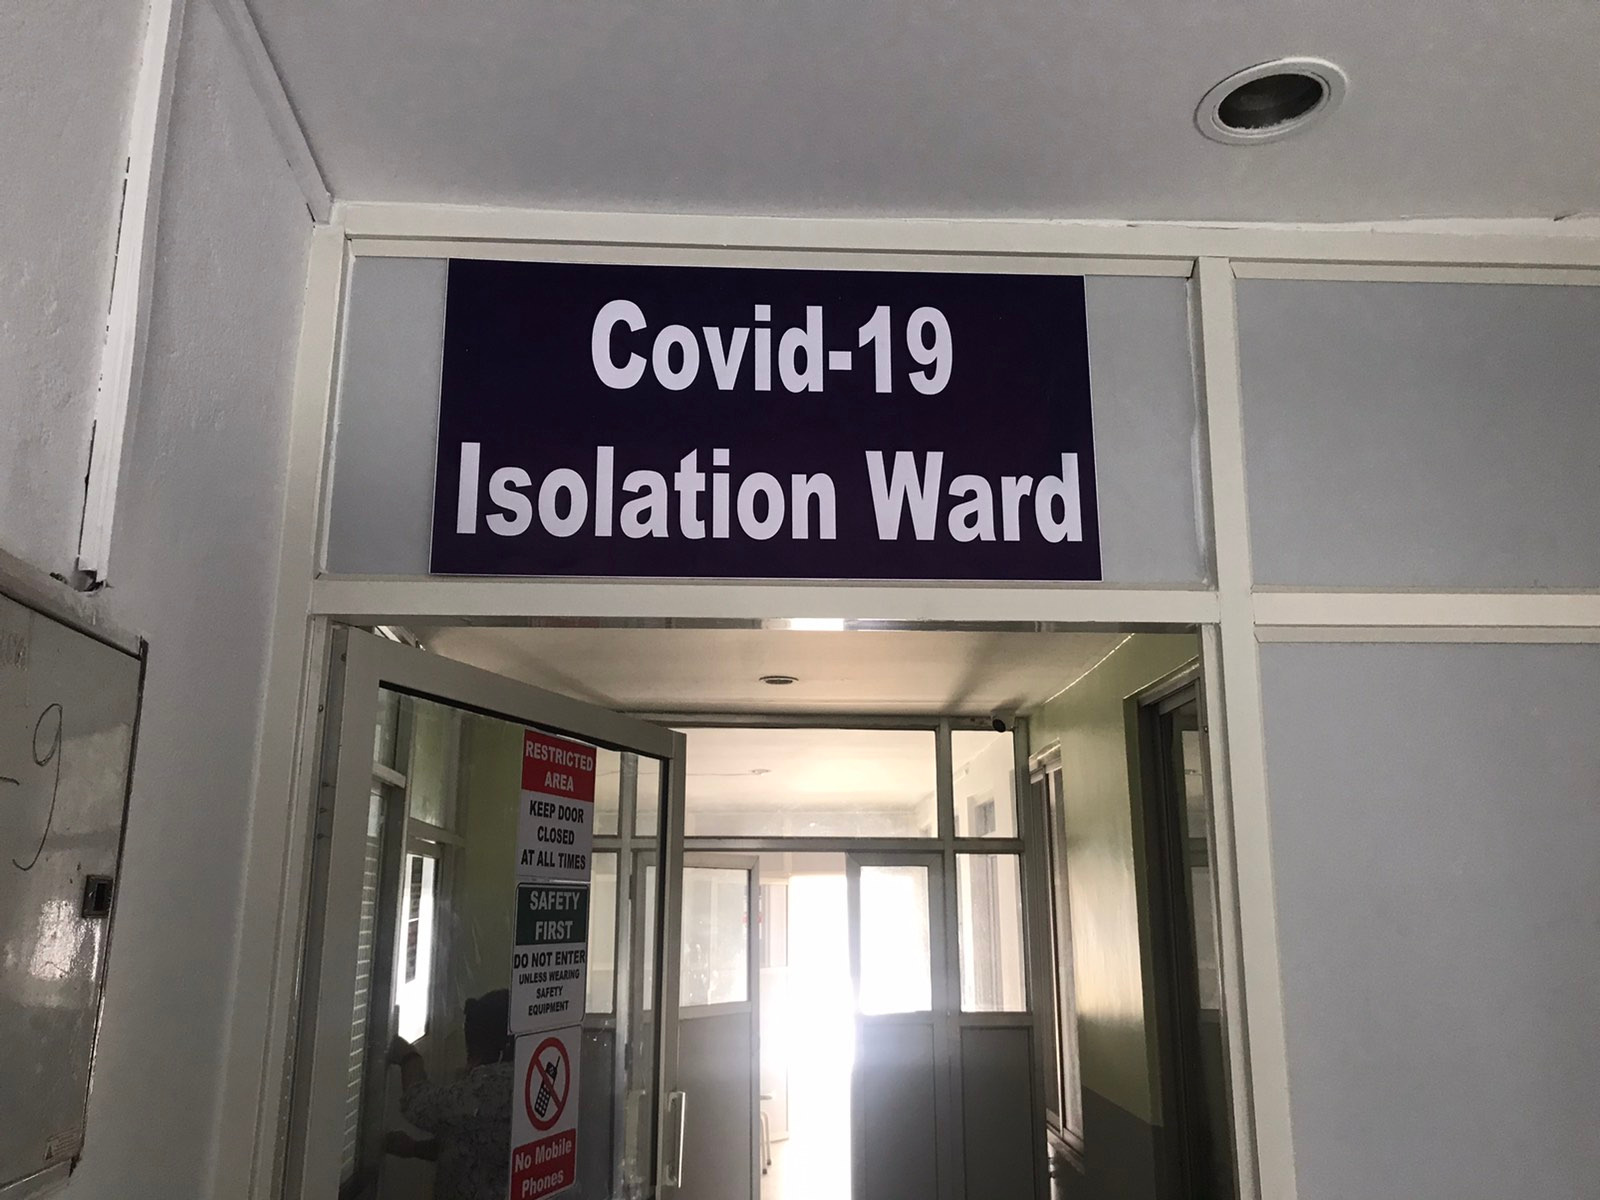 Covid-19
Isolation Ward
RESTRICTED
AREA
KEEP DOOR
CLOSED
AT ALL TIMES
SAFETY
FIRST
DO NOT ENTER
UNLESS WEARING
SAFETY
EQUIPMENT
No Mobile
Phones
9